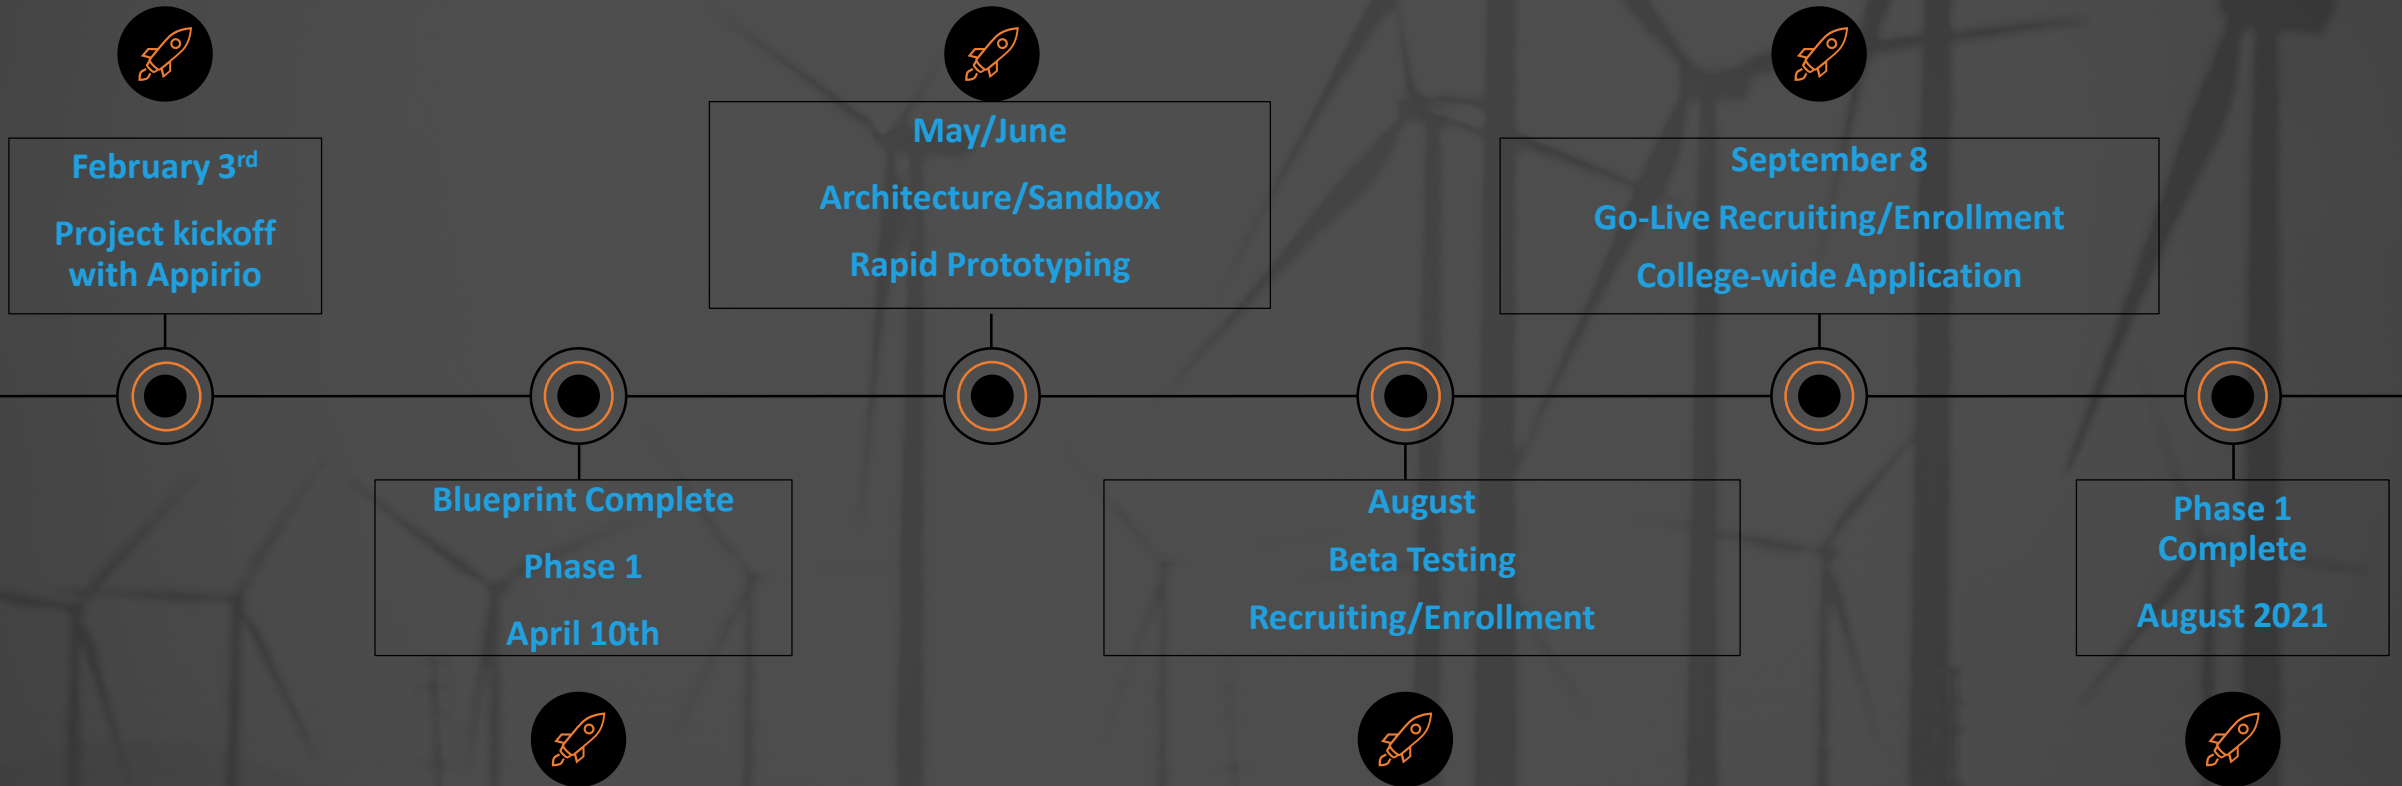 February 3rd
Project kickoff
with Appirio
Blueprint Complete
Phase 1
April 10th
May/June
Architecture/Sandbox
Rapid Prototyping
August
Beta Testing
Recruiting/Enrollment
September 8
Go-Live Recruiting/Enrollment
College-wide Application
Phase 1
Complete
August 2021